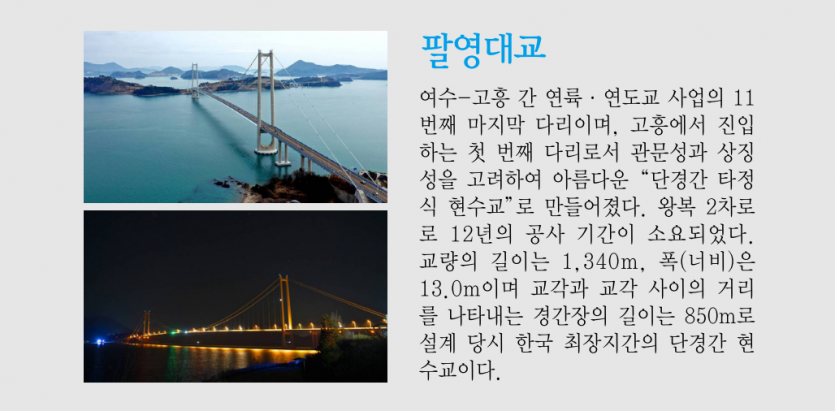 팔영대교
여수-고흥 간 연륙·연도교 사업의 11
번째 마지막 다리이며, 고흥에서 진입
하는 첫 번째 다리로서 관문성과 상징
성을 고려하여 아름다운 “단경간 타정
식 현수교”로 만들어졌다. 왕복 2차로
로 12년의 공사 기간이 소요되었다.
교량의 길이는 1,340m, 폭(너비)은
13.0m이며 교각과 교각 사이의 거리
를 나타내는 경간장의 길이는 850m로
설계 당시 한국 최장지간의 단경간 현
수교이다.